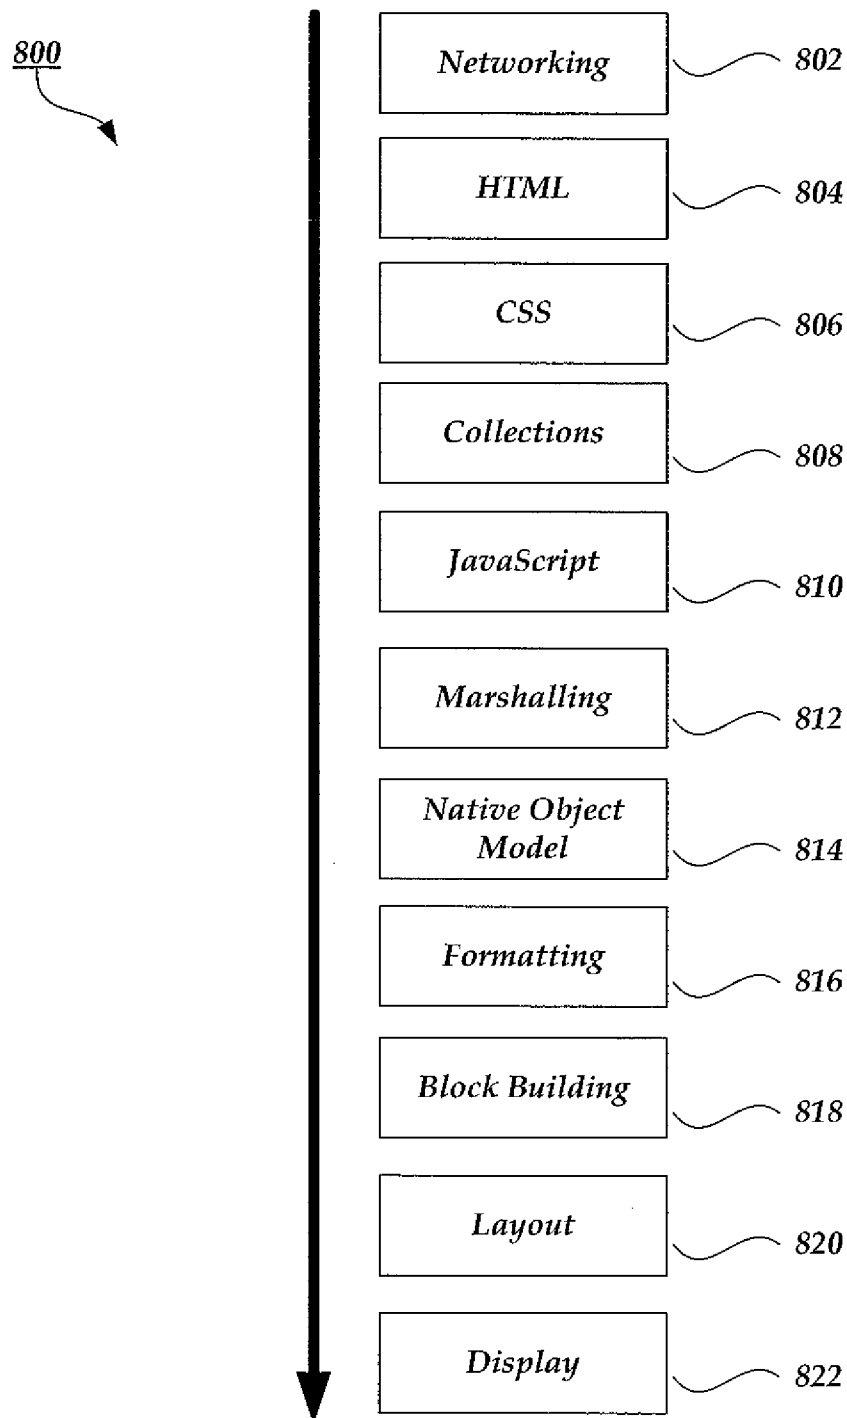 800
Networking 802
HTML 804
CSS 806
Collections 808
JavaScript 810
Marshalling 812
Native Object
Model 814
Formatting 816
Block Building 818
Layout 820
Display 822